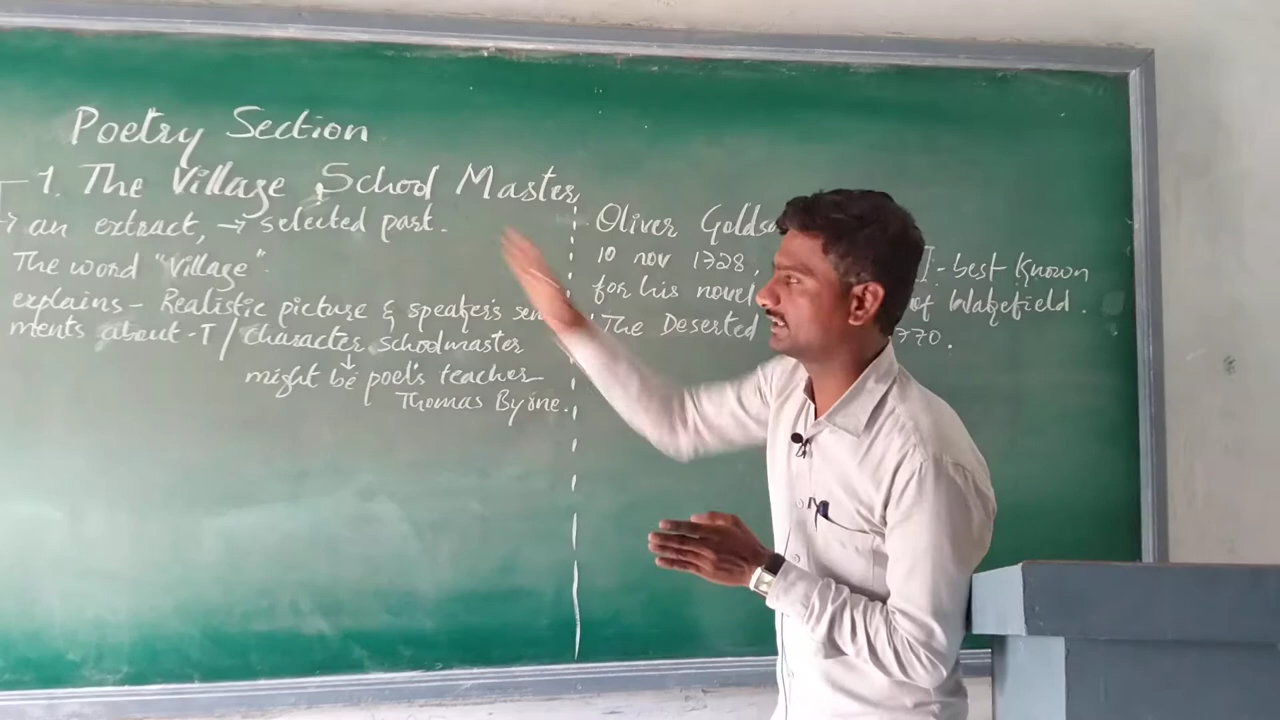 Poetry Section
1. The Village School Master
→ an extract, → selected part.
The word "Village".
explains - Realistic picture & speaker's sen
ments about - T / character schoolmaster
↓
might be poet's teacher
Thomas Byrne.
Oliver
10 nov 1728,
I - best known
for his novel of Wakefield.
The Deserted 770.